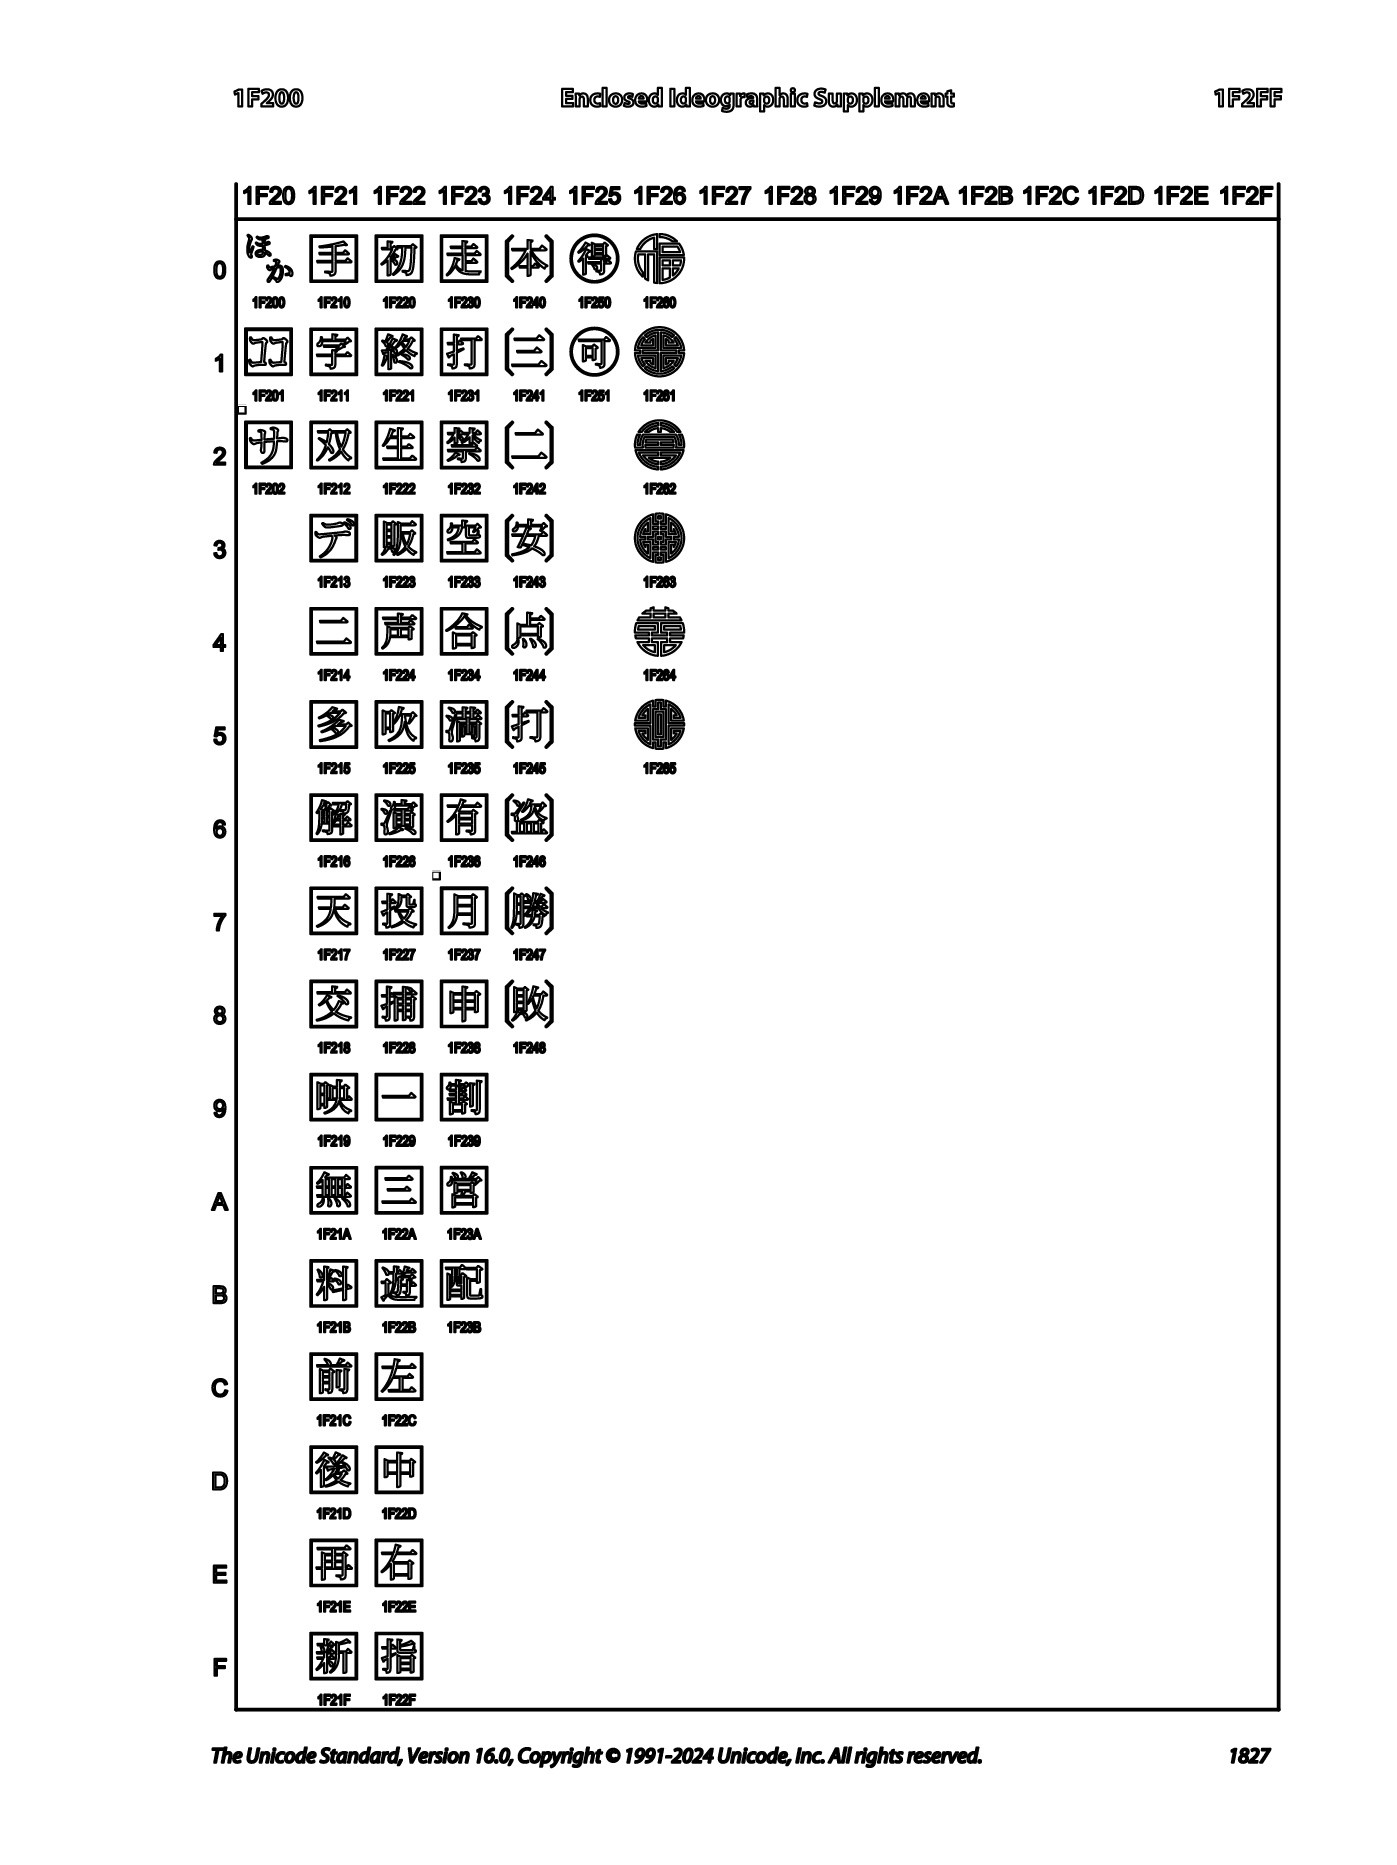 1F200 Enclosed Ideographic Supplement 1F2FF
1F20 1F21 1F22 1F23 1F24 1F25 1F26 1F27 1F28 1F29 1F2A 1F2B 1F2C 1F2D 1F2E 1F2F
0 ほか 手 初 走 〔本〕 得 福
1F200 1F210 1F220 1F230 1F240 1F250 1F260
1 ココ 字 終 打 〔三〕 可
1F201 1F211 1F221 1F231 1F241 1F251 1F261
2 サ 双 生 禁 〔二〕
1F202 1F212 1F222 1F232 1F242 1F262
3 デ 販 空 〔安〕
1F213 1F223 1F233 1F243 1F263
4 二 声 合 〔点〕
1F214 1F224 1F234 1F244 1F264
5 多 吹 満 〔打〕
1F215 1F225 1F235 1F245 1F265
6 解 演 有 〔盗〕
1F216 1F226 1F236 1F246
7 天 投 月 〔勝〕
1F217 1F227 1F237 1F247
8 交 捕 申 〔敗〕
1F218 1F228 1F238 1F248
9 映 一 割
1F219 1F229 1F239
A 無 三 営
1F21A 1F22A 1F23A
B 料 遊 配
1F21B 1F22B 1F23B
C 前 左
1F21C 1F22C
D 後 中
1F21D 1F22D
E 再 右
1F21E 1F22E
F 新 指
1F21F 1F22F
The Unicode Standard, Version 16.0, Copyright © 1991-2024 Unicode, Inc. All rights reserved. 1827